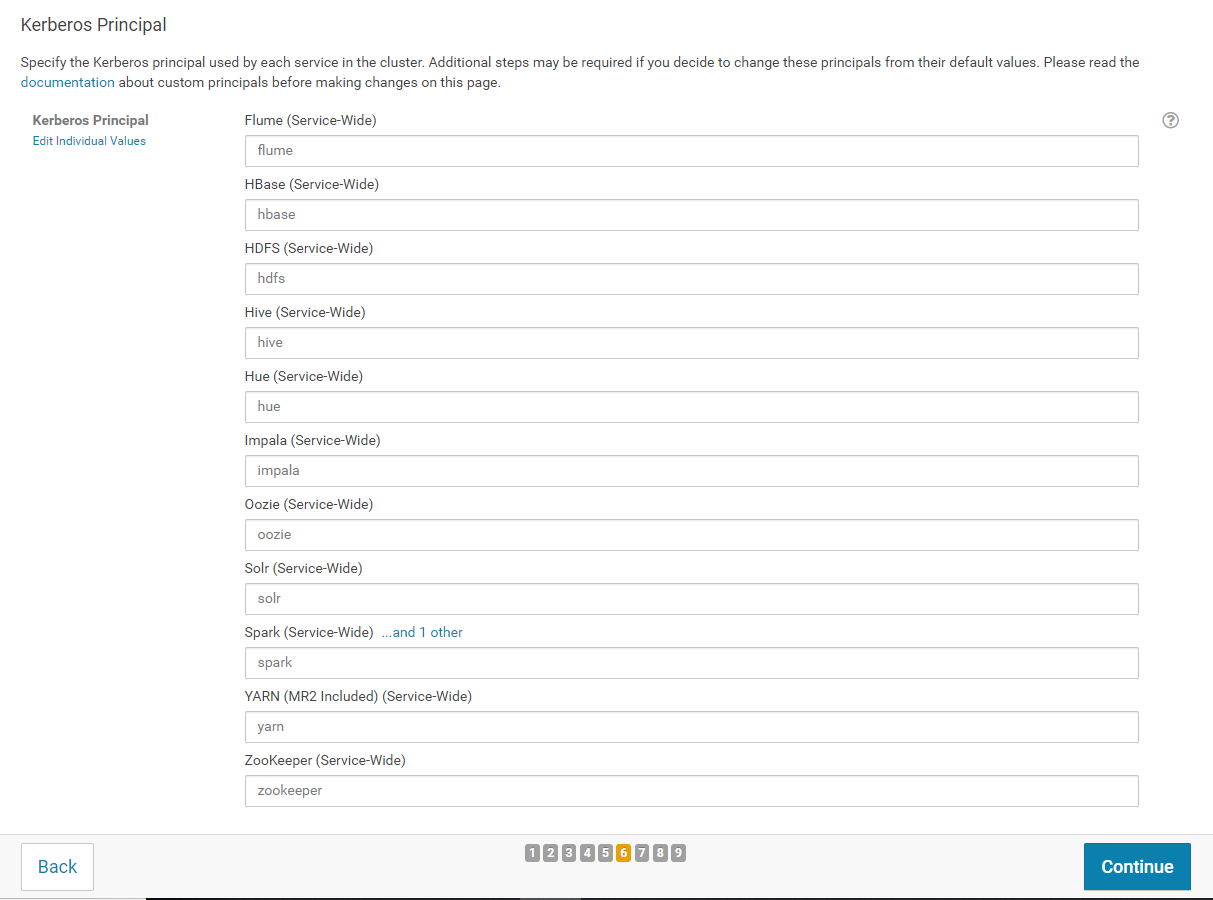 Kerberos Principal
Specify the Kerberos principal used by each service in the cluster. Additional steps may be required if you decide to change these principals from their default values. Please read the
documentation about custom principals before making changes on this page.
Kerberos Principal
Edit Individual Values
Flume (Service-Wide)
?
flume
HBase (Service-Wide)
hbase
HDFS (Service-Wide)
hdfs
Hive (Service-Wide)
hive
Hue (Service-Wide)
hue
Impala (Service-Wide)
impala
Oozie (Service-Wide)
oozie
Solr (Service-Wide)
solr
Spark (Service-Wide) ...and 1 other
spark
YARN (MR2 Included) (Service-Wide)
yarn
ZooKeeper (Service-Wide)
zookeeper
Back
1 2 3 4 5 6 7 8 9
Continue